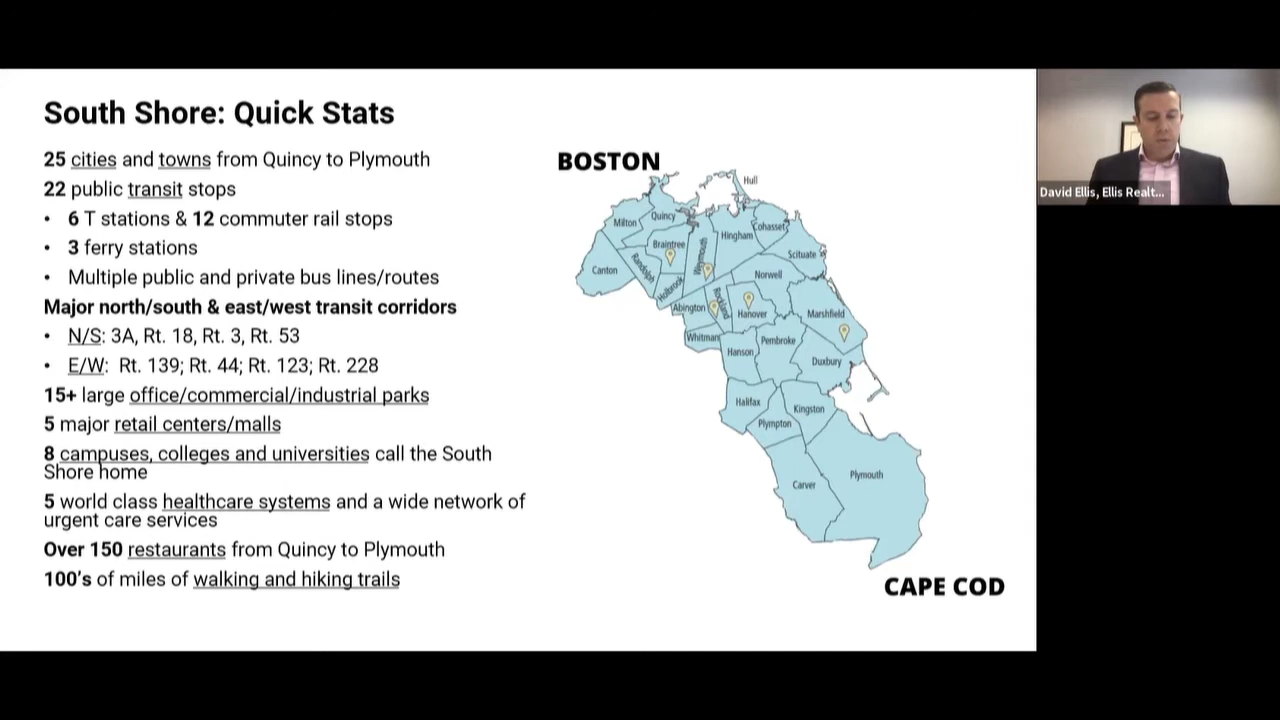 South Shore: Quick Stats
25 cities and towns from Quincy to Plymouth
22 public transit stops
• 6 T stations & 12 commuter rail stops
• 3 ferry stations
• Multiple public and private bus lines/routes
Major north/south & east/west transit corridors
• N/S: 3A, Rt. 18, Rt. 3, Rt. 53
• E/W: Rt. 139; Rt. 44; Rt. 123; Rt. 228
15+ large office/commercial/industrial parks
5 major retail centers/malls
8 campuses, colleges and universities call the South
Shore home
5 world class healthcare systems and a wide network of
urgent care services
Over 150 restaurants from Quincy to Plymouth
100's of miles of walking and hiking trails
BOSTON
Hull
Milton
Quincy
Cohasset
Hingham
Braintree
Weymouth
Scituate
Canton
Randolph
Norwell
Holbrook
Abington
Rockland
Hanover
Marshfield
Whitman
Pembroke
Hanson
Duxbury
Halifax
Kingston
Plympton
Plymouth
Carver
CAPE COD
David Ellis, Ellis Realt...